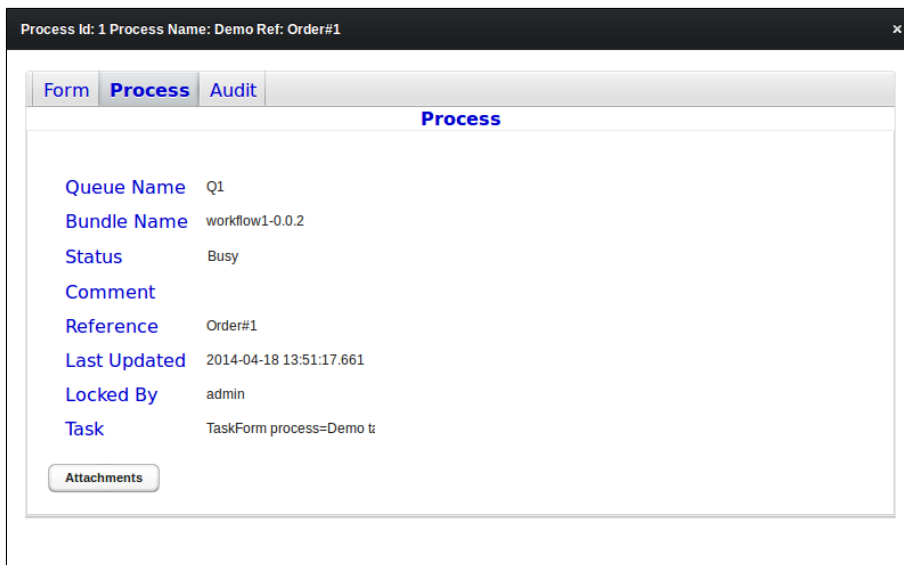 Process Id: 1 Process Name: Demo Ref: Order#1 ×
Form Process Audit
Process
Queue Name Q1
Bundle Name workflow1-0.0.2
Status Busy
Comment
Reference Order#1
Last Updated 2014-04-18 13:51:17.661
Locked By admin
Task TaskForm process=Demo
Attachments